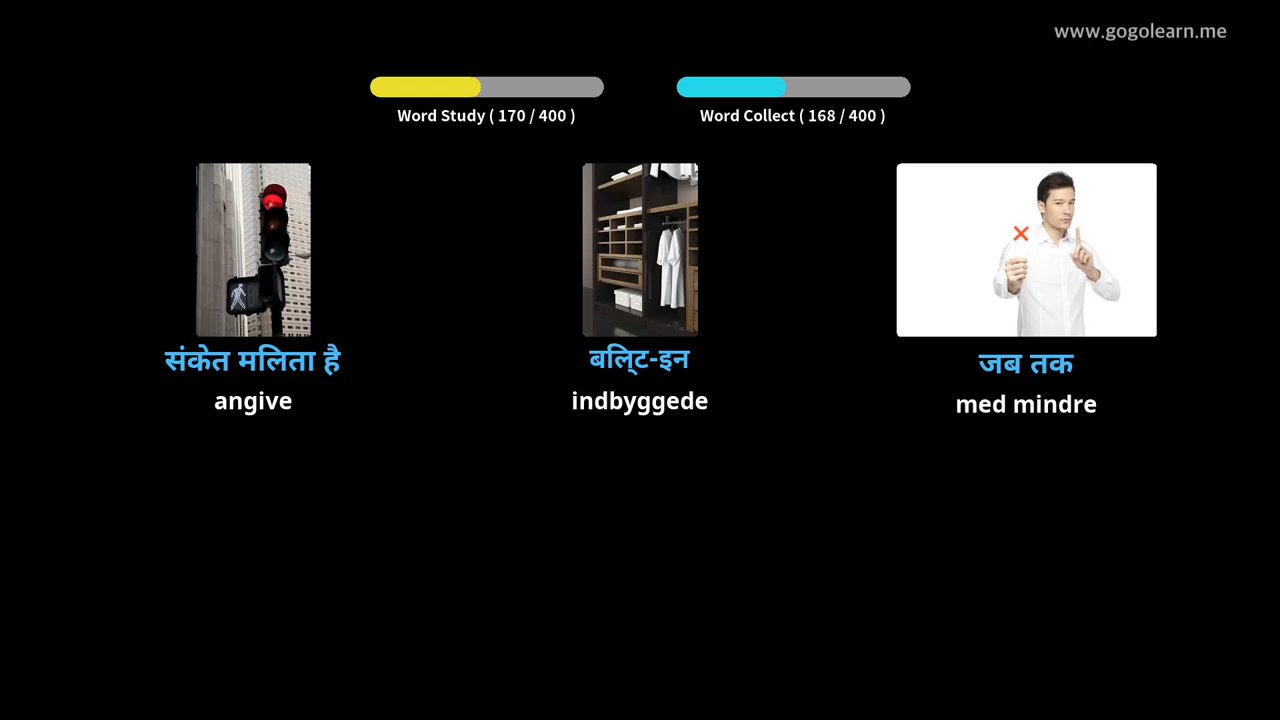 www.gogolearn.me
Word Study ( 170 / 400 )
Word Collect ( 168 / 400 )
संकेत मलिता है
बलि्ट-इन
जब तक
angive
indbyggede
med mindre